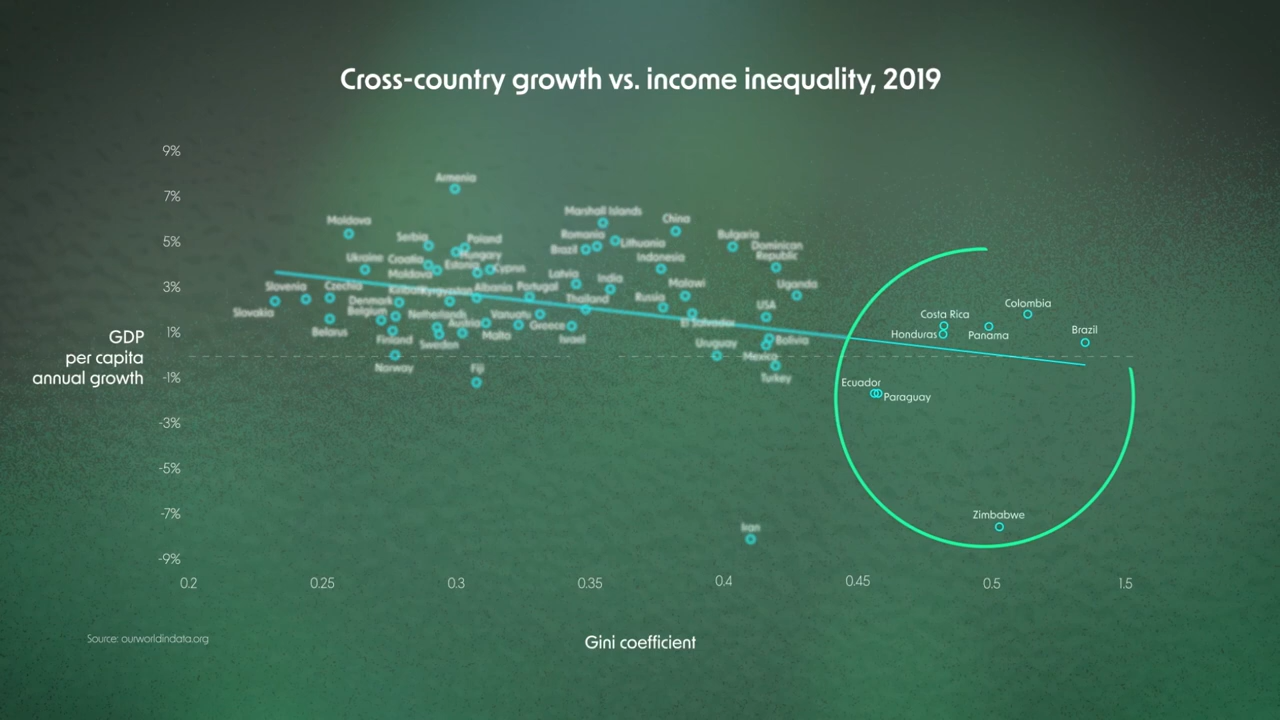 Cross-country growth vs. income inequality, 2019
9%
7%
5%
3%
1%
-1%
-3%
-5%
-7%
-9%
GDP
per capita
annual growth
Armenia
Moldova
Marshall Islands
China
Serbia
Poland
Romania
Bulgaria
Brazil
Lithuania
Dominican
Republic
Ukraine
Croatia
Hungary
Estonia
Cyprus
Indonesia
Moldova
Latvia
India
Malawi
Uganda
Slovenia
Czechia
Kyrgyzstan
Albania
Portugal
Slovakia
Denmark
Thailand
Russia
USA
Belgium
Netherlands
Vanuatu
Belarus
Austria
Greece
El Salvador
Finland
Sweden
Malta
Israel
Uruguay
Bolivia
Mexico
Norway
Fiji
Turkey
Iran
Colombia
Costa Rica
Honduras
Panama
Brazil
Ecuador
Paraguay
Zimbabwe
0.2
0.25
0.3
0.35
0.4
0.45
0.5
1.5
Gini coefficient
Source: ourworldindata.org